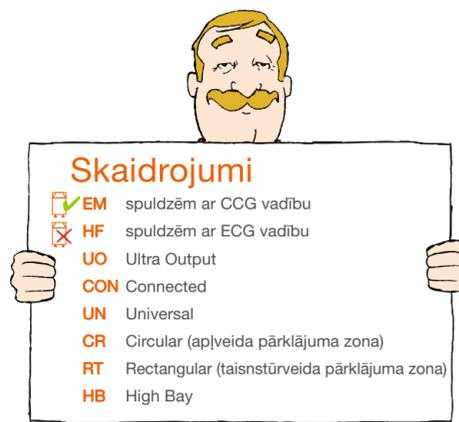 Skaidrojumi
EM spuldzēm ar CCG vadību
HF spuldzēm ar ECG vadību
UO Ultra Output
CON Connected
UN Universal
CR Circular (apļveida pārklājuma zona)
RT Rectangular (taisnstūrveida pārklājuma zona)
HB High Bay